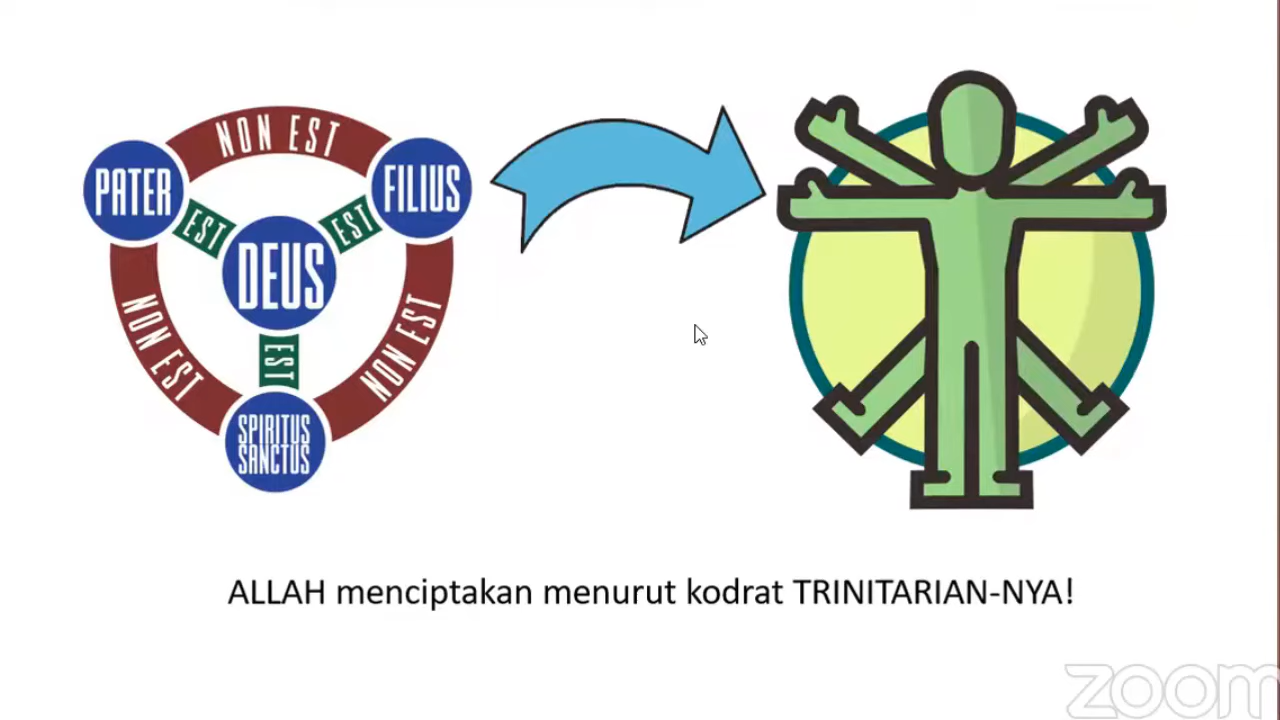 NON EST
PATER
FILIUS
EST
EST
DEUS
NON EST
NON EST
EST
SPIRITUS
SANCTUS
ALLAH menciptakan menurut kodrat TRINITARIAN-NYA!
zoom